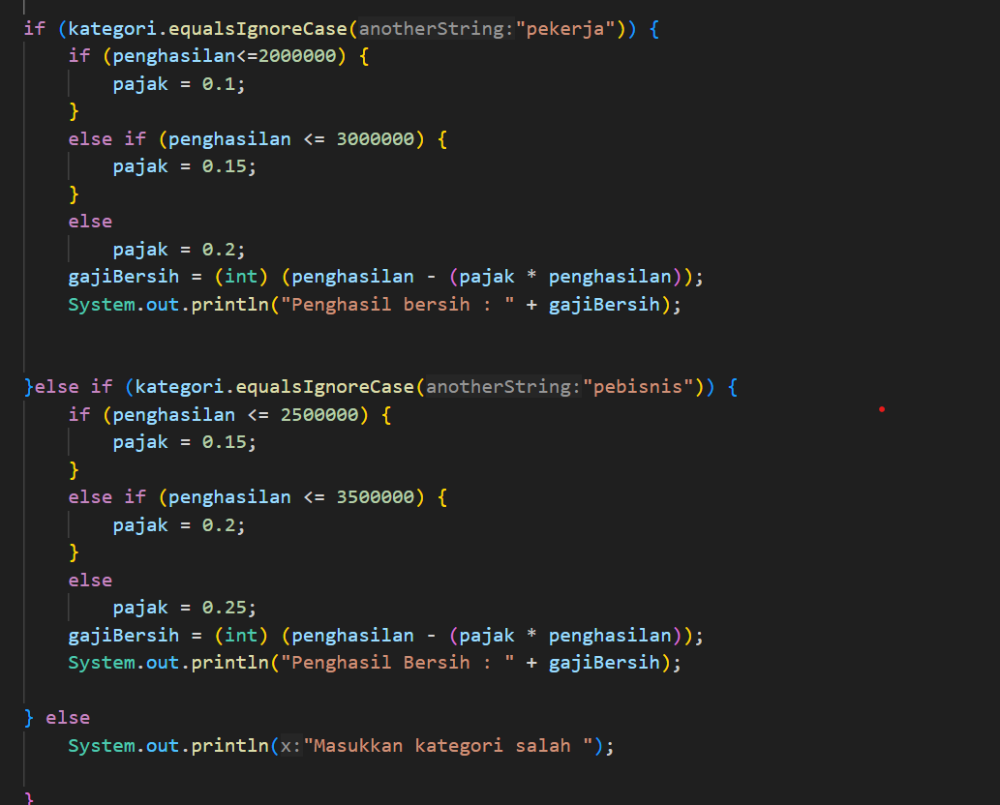 if (kategori.equalsIgnoreCase(anotherString:"pekerja")) {
    if (penghasilan<=2000000) {
        pajak = 0.1;
    }
    else if (penghasilan <= 3000000) {
        pajak = 0.15;
    }
    else
        pajak = 0.2;
    gajiBersih = (int) (penghasilan - (pajak * penghasilan));
    System.out.println("Penghasil bersih : " + gajiBersih);
}else if (kategori.equalsIgnoreCase(anotherString:"pebisnis")) {
    if (penghasilan <= 2500000) {
        pajak = 0.15;
    }
    else if (penghasilan <= 3500000) {
        pajak = 0.2;
    }
    else
        pajak = 0.25;
    gajiBersih = (int) (penghasilan - (pajak * penghasilan));
    System.out.println("Penghasil Bersih : " + gajiBersih);
} else
    System.out.println(x:"Masukkan kategori salah ");
}